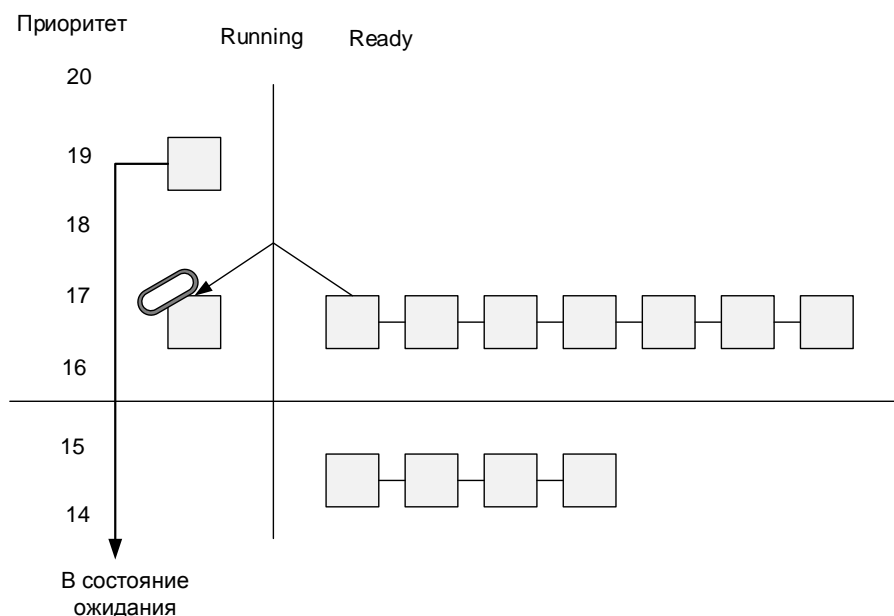 Приоритет
Running Ready
20
19
18
17
16
15
14
В состояние
ожидания